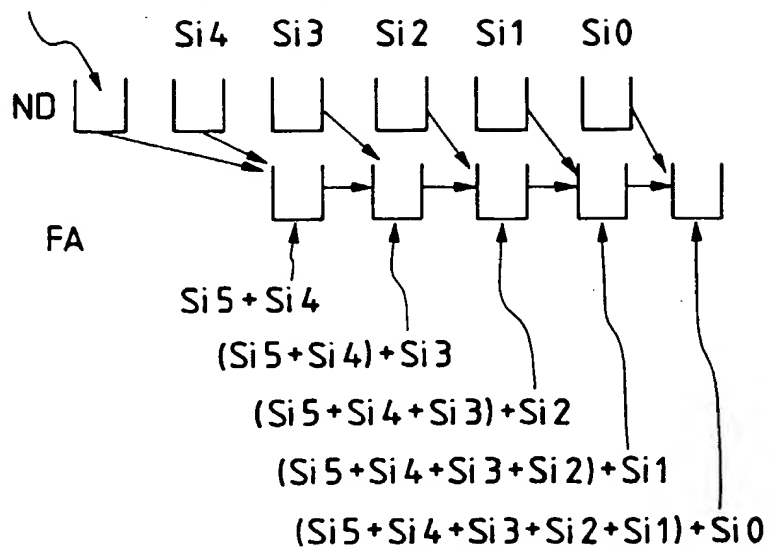 Si4 Si3 Si2 Si1 Si0
ND
FA
Si5+Si4
(Si5+Si4)+Si3
(Si5+Si4+Si3)+Si2
(Si5+Si4+Si3+Si2)+Si1
(Si5+Si4+Si3+Si2+Si1)+Si0